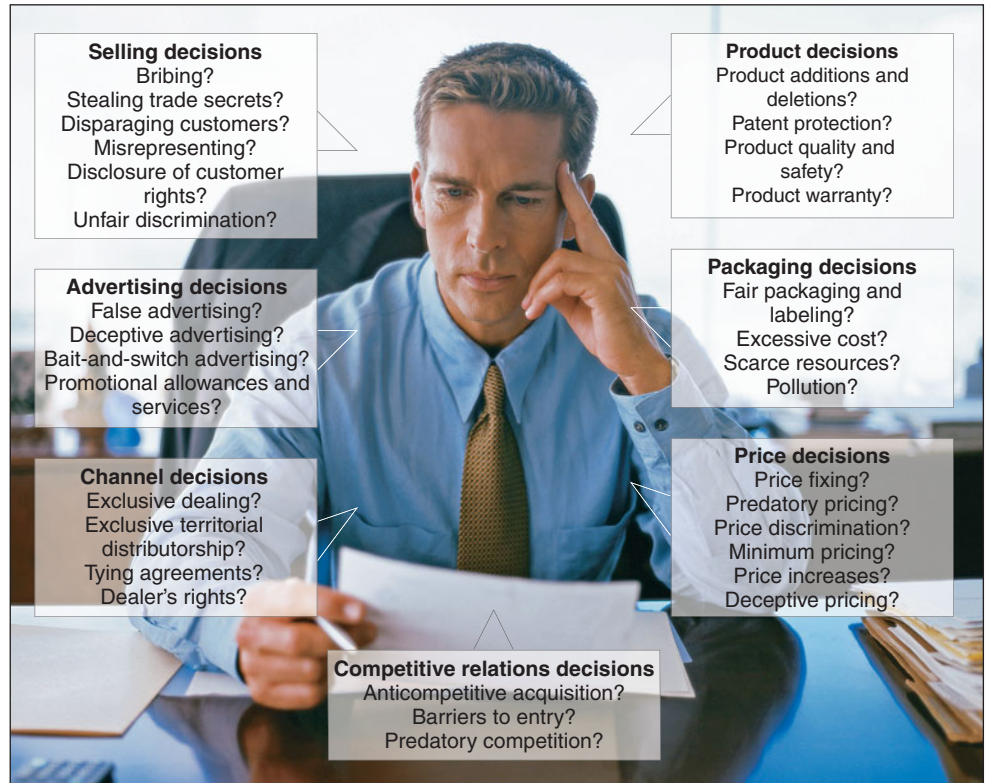 Selling decisions
Bribing?
Stealing trade secrets?
Disparaging customers?
Misrepresenting?
Disclosure of customer
rights?
Unfair discrimination?
Advertising decisions
False advertising?
Deceptive advertising?
Bait-and-switch advertising?
Promotional allowances and
services?
Channel decisions
Exclusive dealing?
Exclusive territorial
distributorship?
Tying agreements?
Dealer's rights?
Product decisions
Product additions and
deletions?
Patent protection?
Product quality and
safety?
Product warranty?
Packaging decisions
Fair packaging and
labeling?
Excessive cost?
Scarce resources?
Pollution?
Price decisions
Price fixing?
Predatory pricing?
Price discrimination?
Minimum pricing?
Price increases?
Deceptive pricing?
Competitive relations decisions
Anticompetitive acquisition?
Barriers to entry?
Predatory competition?